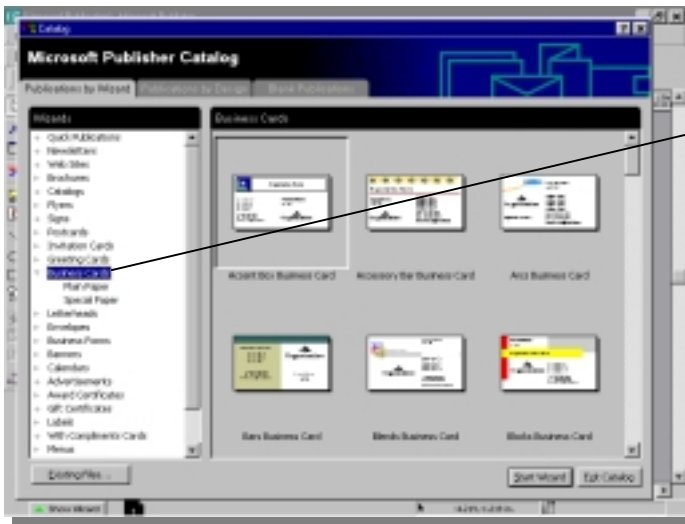 Catalog
Microsoft Publisher Catalog
Publications by Wizard
Publications by Design
Blank Publications
Wizards
Quick Publications
Newsletters
Web Sites
Brochures
Catalogs
Flyers
Signs
Postcards
Invitation Cards
Greeting Cards
Business Cards
Plain Paper
Special Paper
Letterheads
Envelopes
Business Forms
Banners
Calendars
Advertisements
Award Certificates
Gift Certificates
Labels
With Compliments Cards
Menus
Business Cards
Accent Box Business Card
Accessory Bar Business Card
Arcs Business Card
Bars Business Card
Blends Business Card
Blocks Business Card
Existing Files...
Start Wizard
Exit Catalog
Show Wizard